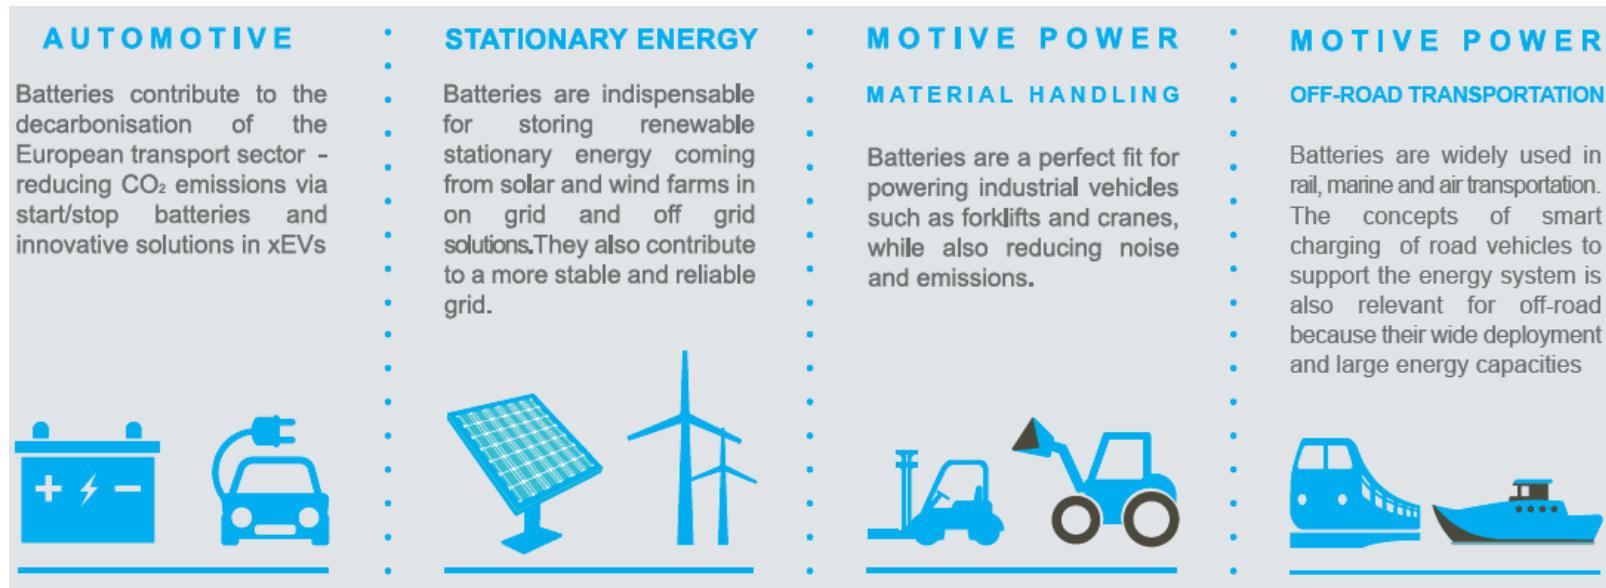 AUTOMOTIVE
Batteries contribute to the
decarbonisation of the
European transport sector -
reducing CO₂ emissions via
start/stop batteries and
innovative solutions in xEVs
STATIONARY ENERGY
Batteries are indispensable
for storing renewable
stationary energy coming
from solar and wind farms in
on grid and off grid
solutions.They also contribute
to a more stable and reliable
grid.
MOTIVE POWER
MATERIAL HANDLING
Batteries are a perfect fit for
powering industrial vehicles
such as forklifts and cranes,
while also reducing noise
and emissions.
MOTIVE POWER
OFF-ROAD TRANSPORTATION
Batteries are widely used in
rail, marine and air transportation.
The concepts of smart
charging of road vehicles to
support the energy system is
also relevant for off-road
because their wide deployment
and large energy capacities